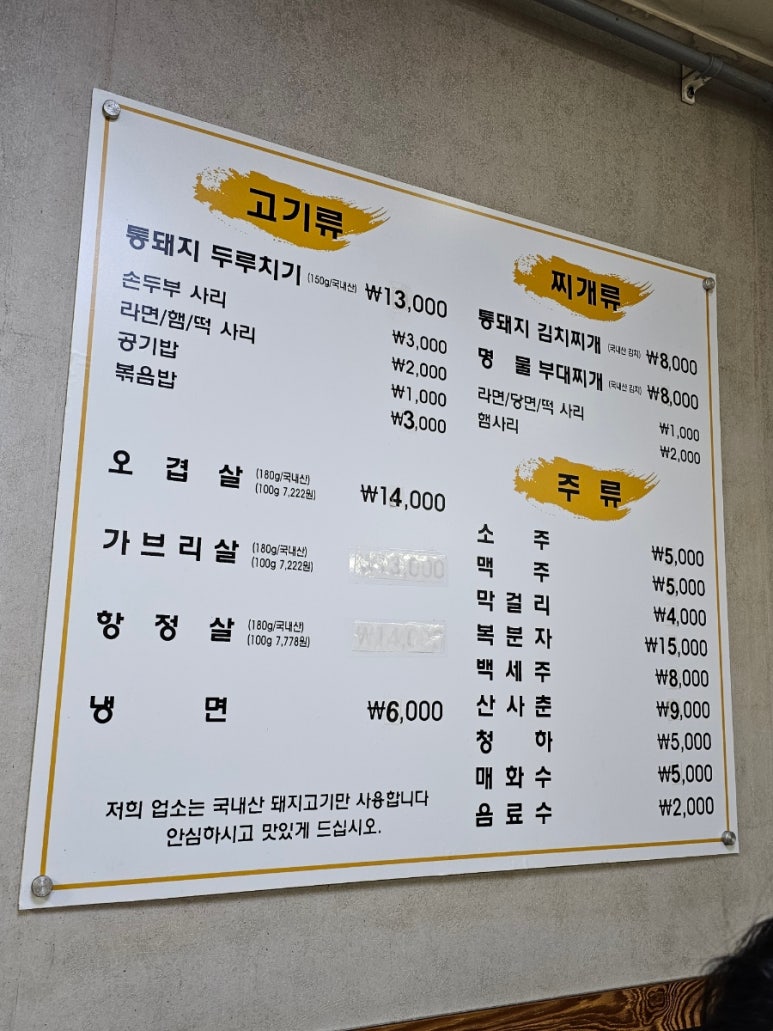 고기류
통돼지 두루치기 (150g/국내산) ₩13,000
손두부 사리 ₩3,000
라면/햄/떡 사리 ₩2,000
공기밥 ₩1,000
볶음밥 ₩3,000
오겹살 (180g/국내산) ₩14,000
(100g 7,222원)
가브리살 (180g/국내산)
(100g 7,222원)
항정살 (180g/국내산)
(100g 7,778원)
냉면 ₩6,000
저희 업소는 국내산 돼지고기만 사용합니다
안심하시고 맛있게 드십시오.
찌개류
통돼지 김치찌개 (국내산 김치) ₩8,000
명물 부대찌개 (국내산 김치) ₩8,000
라면/당면/떡 사리 ₩1,000
햄사리 ₩2,000
주류
소주 ₩5,000
맥주 ₩5,000
막걸리 ₩4,000
복분자 ₩15,000
백세주 ₩8,000
산사춘 ₩9,000
청하 ₩5,000
매화수 ₩5,000
음료수 ₩2,000